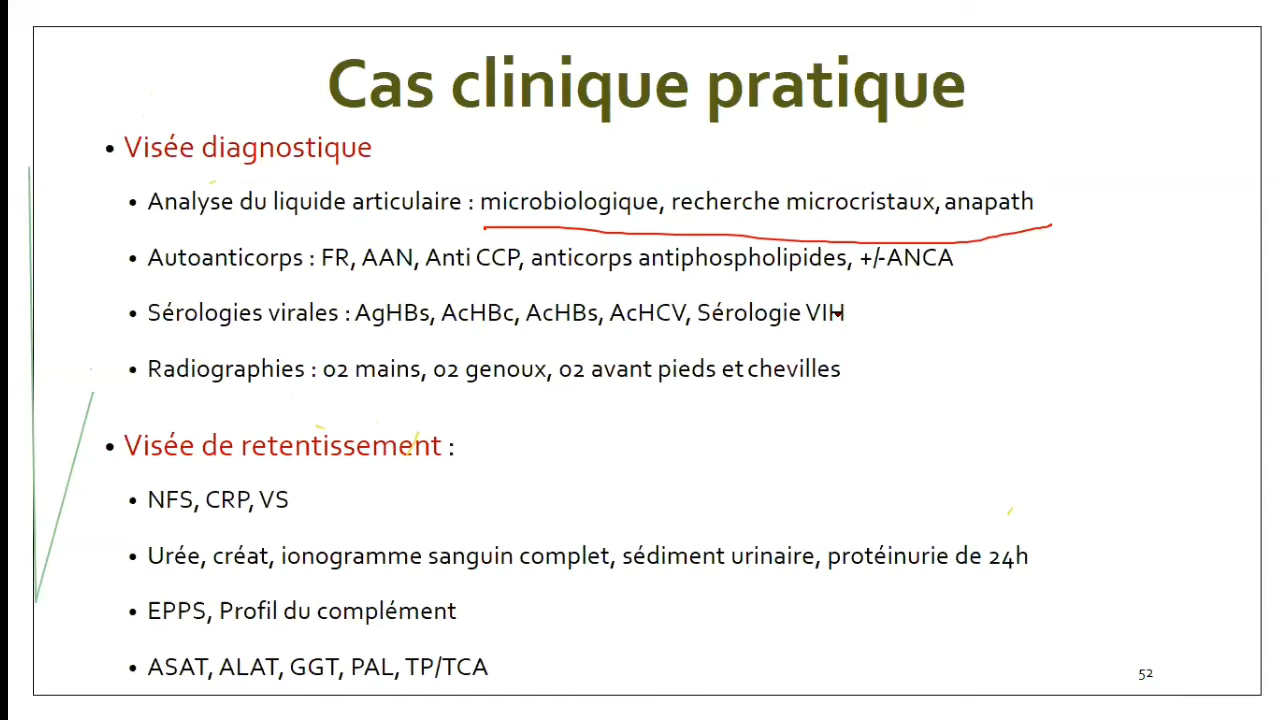 Cas clinique pratique
• Visée diagnostique
• Analyse du liquide articulaire : microbiologique, recherche microcristaux, anapath
• Autoanticorps : FR, AAN, Anti CCP, anticorps antiphospholipides, +/-ANCA
• Sérologies virales : AgHBs, AcHBc, AcHBs, AcHCV, Sérologie VIH
• Radiographies : 02 mains, 02 genoux, 02 avant pieds et chevilles
• Visée de retentissement :
• NFS, CRP, VS
• Urée, créat, ionogramme sanguin complet, sédiment urinaire, protéinurie de 24h
• EPPS, Profil du complément
• ASAT, ALAT, GGT, PAL, TP/TCA
52